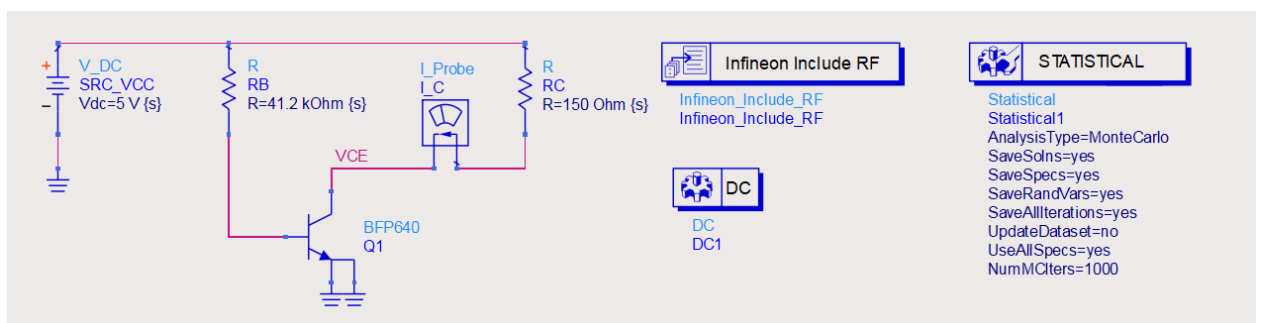 +
V_DC
SRC_VCC
Vdc=5 V {s}
–
R
RB
R=41.2 kOhm {s}
I_Probe
I_C
R
RC
R=150 Ohm {s}
VCE
BFP640
Q1
Infineon Include RF
Infineon_Include_RF
Infineon_Include_RF
DC
DC
DC1
STATISTICAL
Statistical
Statistical1
AnalysisType=MonteCarlo
SaveSolns=yes
SaveSpecs=yes
SaveRandVars=yes
SaveAllIterations=yes
UpdateDataset=no
UseAllSpecs=yes
NumMCIters=1000